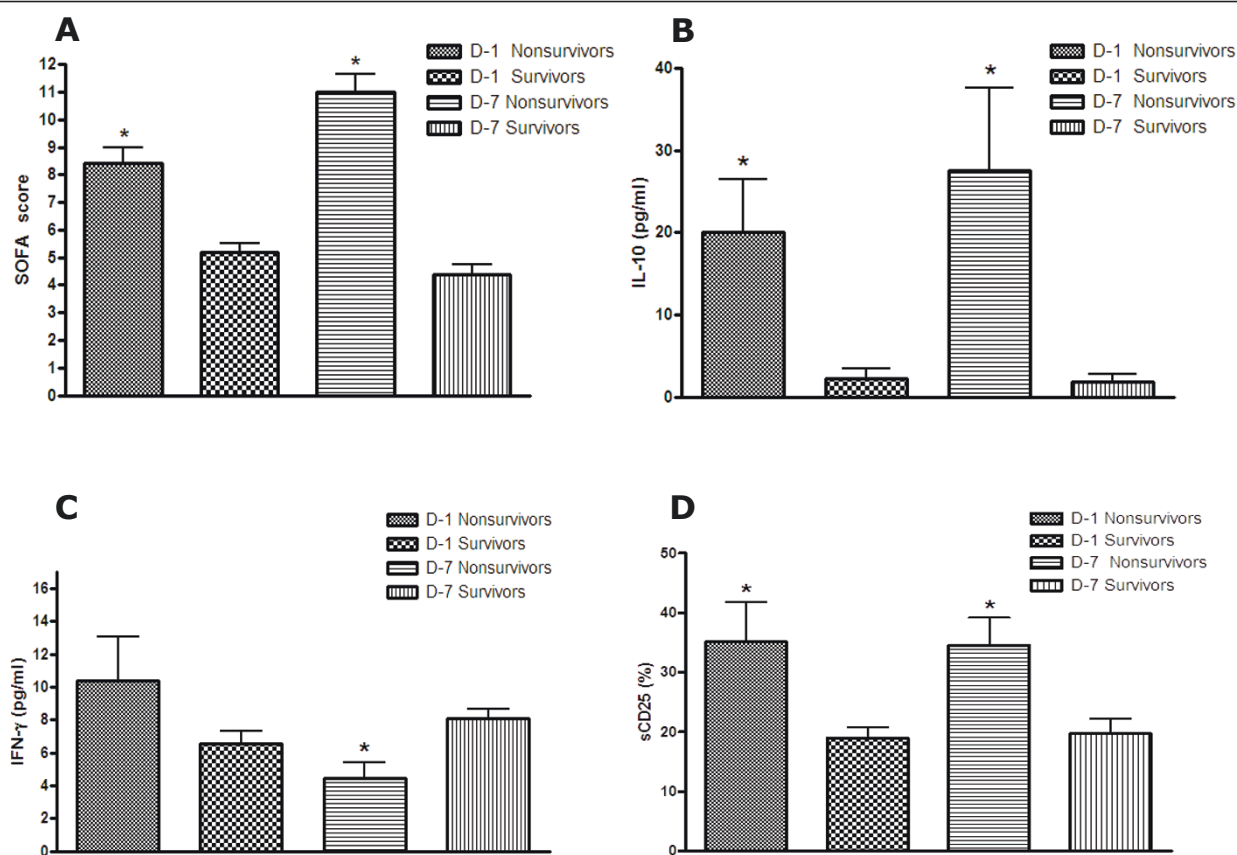 A
D-1 Nonsurvivors
D-1 Survivors
D-7 Nonsurvivors
D-7 Survivors
SOFA score
12
11
10
9
8
7
6
5
4
3
2
1
0
*
*
B
D-1 Nonsurvivors
D-1 Survivors
D-7 Nonsurvivors
D-7 Survivors
IL-10 (pg/ml)
40
30
20
10
0
*
*
C
D-1 Nonsurvivors
D-1 Survivors
D-7 Nonsurvivors
D-7 Survivors
IFN-γ (pg/ml)
16
14
12
10
8
6
4
2
0
*
D
D-1 Nonsurvivors
D-1 Survivors
D-7 Nonsurvivors
D-7 Survivors
sCD25 (%)
50
40
30
20
10
0
*
*